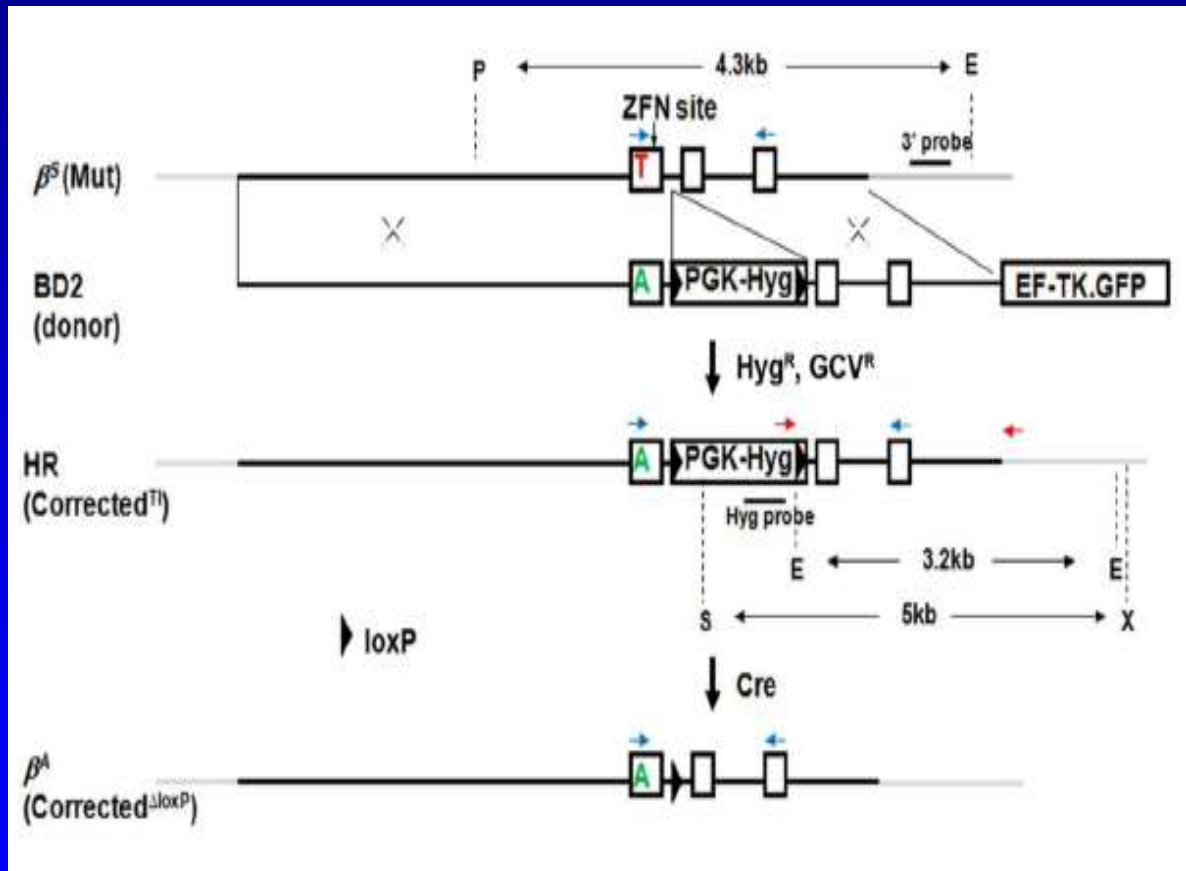 P 4.3kb E
ZFN site
3' probe
β^S (Mut) T
BD2
(donor)
A PGK-Hyg EF-TK.GFP
Hyg^R, GCV^R
HR
(Corrected^TI)
A PGK-Hyg
Hyg probe
E 3.2kb E
S 5kb X
loxP
Cre
β^A
(Corrected^ΔloxP)
A